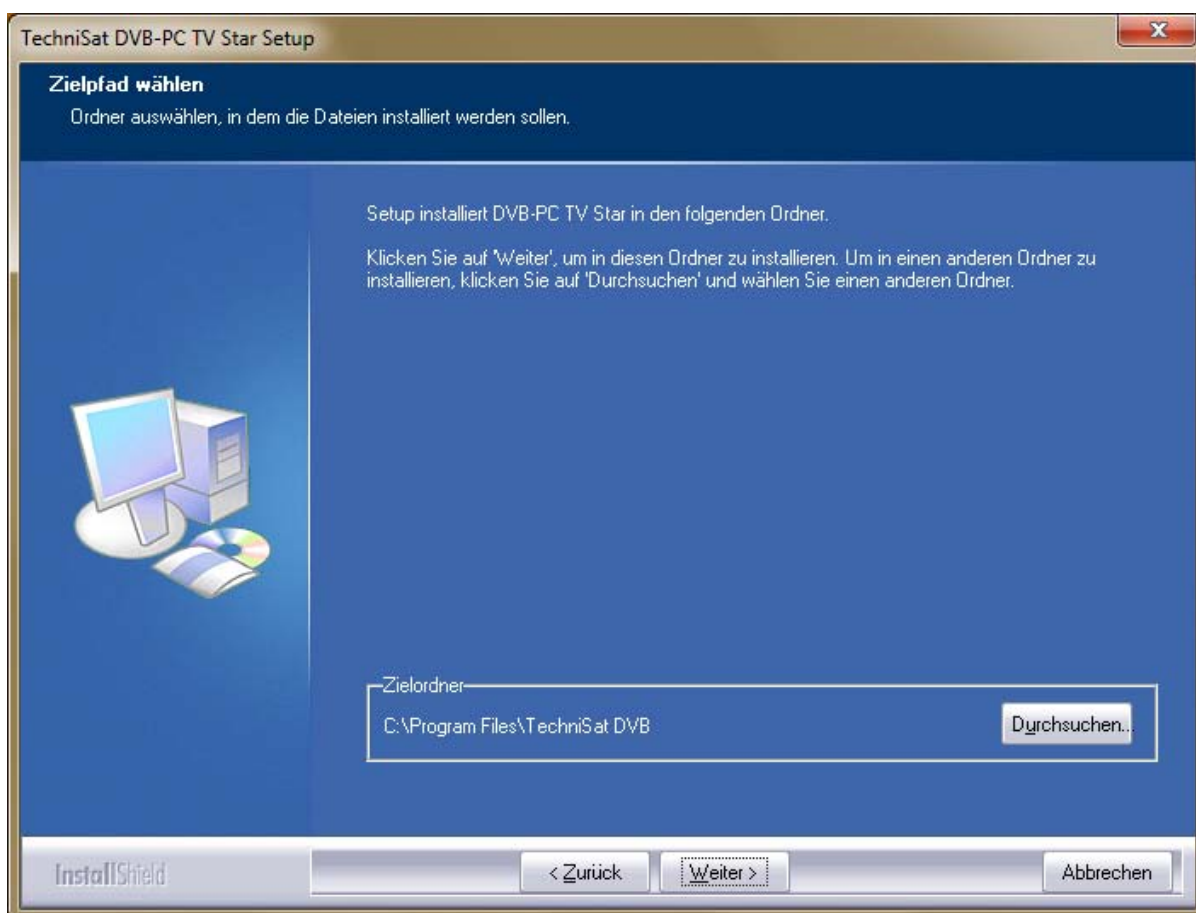 TechniSat DVB-PC TV Star Setup
Zielpfad wählen
Ordner auswählen, in dem die Dateien installiert werden sollen.
Setup installiert DVB-PC TV Star in den folgenden Ordner.
Klicken Sie auf 'Weiter', um in diesen Ordner zu installieren. Um in einen anderen Ordner zu
installieren, klicken Sie auf 'Durchsuchen' und wählen Sie einen anderen Ordner.
Zielordner
C:\Program Files\TechniSat DVB
Durchsuchen...
InstallShield
< Zurück
Weiter >
Abbrechen